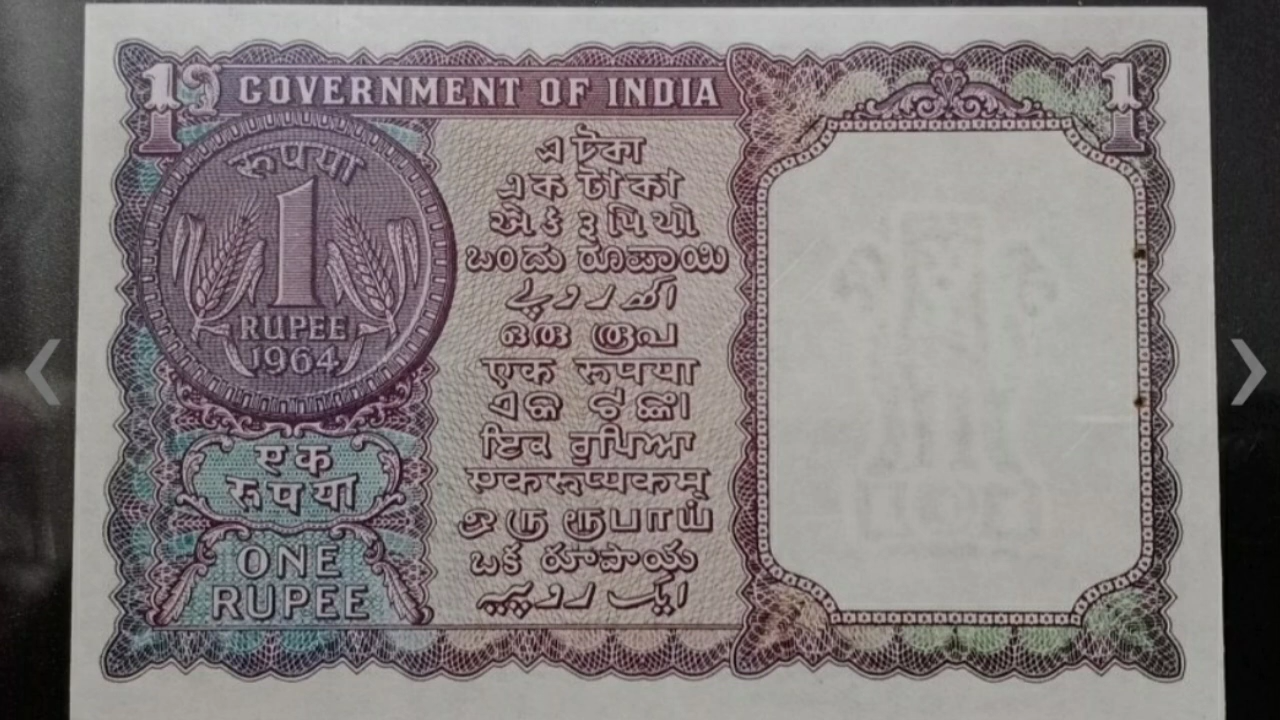 1 GOVERNMENT OF INDIA 1
रुपया
1
RUPEE
1964
एक
रूपया
ONE
RUPEE
এ টকা
এক টাকা
એક રૂપિયો
ಒಂದು ರೂಪಾಯಿ
ഒരു രൂപ
एक रूपया
ଏକ ଟଙ୍କା
ਇਕ ਰੁਪਿਆ
एकरूप्यकम्
ஒரு ரூபாய்
ఒక రూపాయ
ایک روپیہ